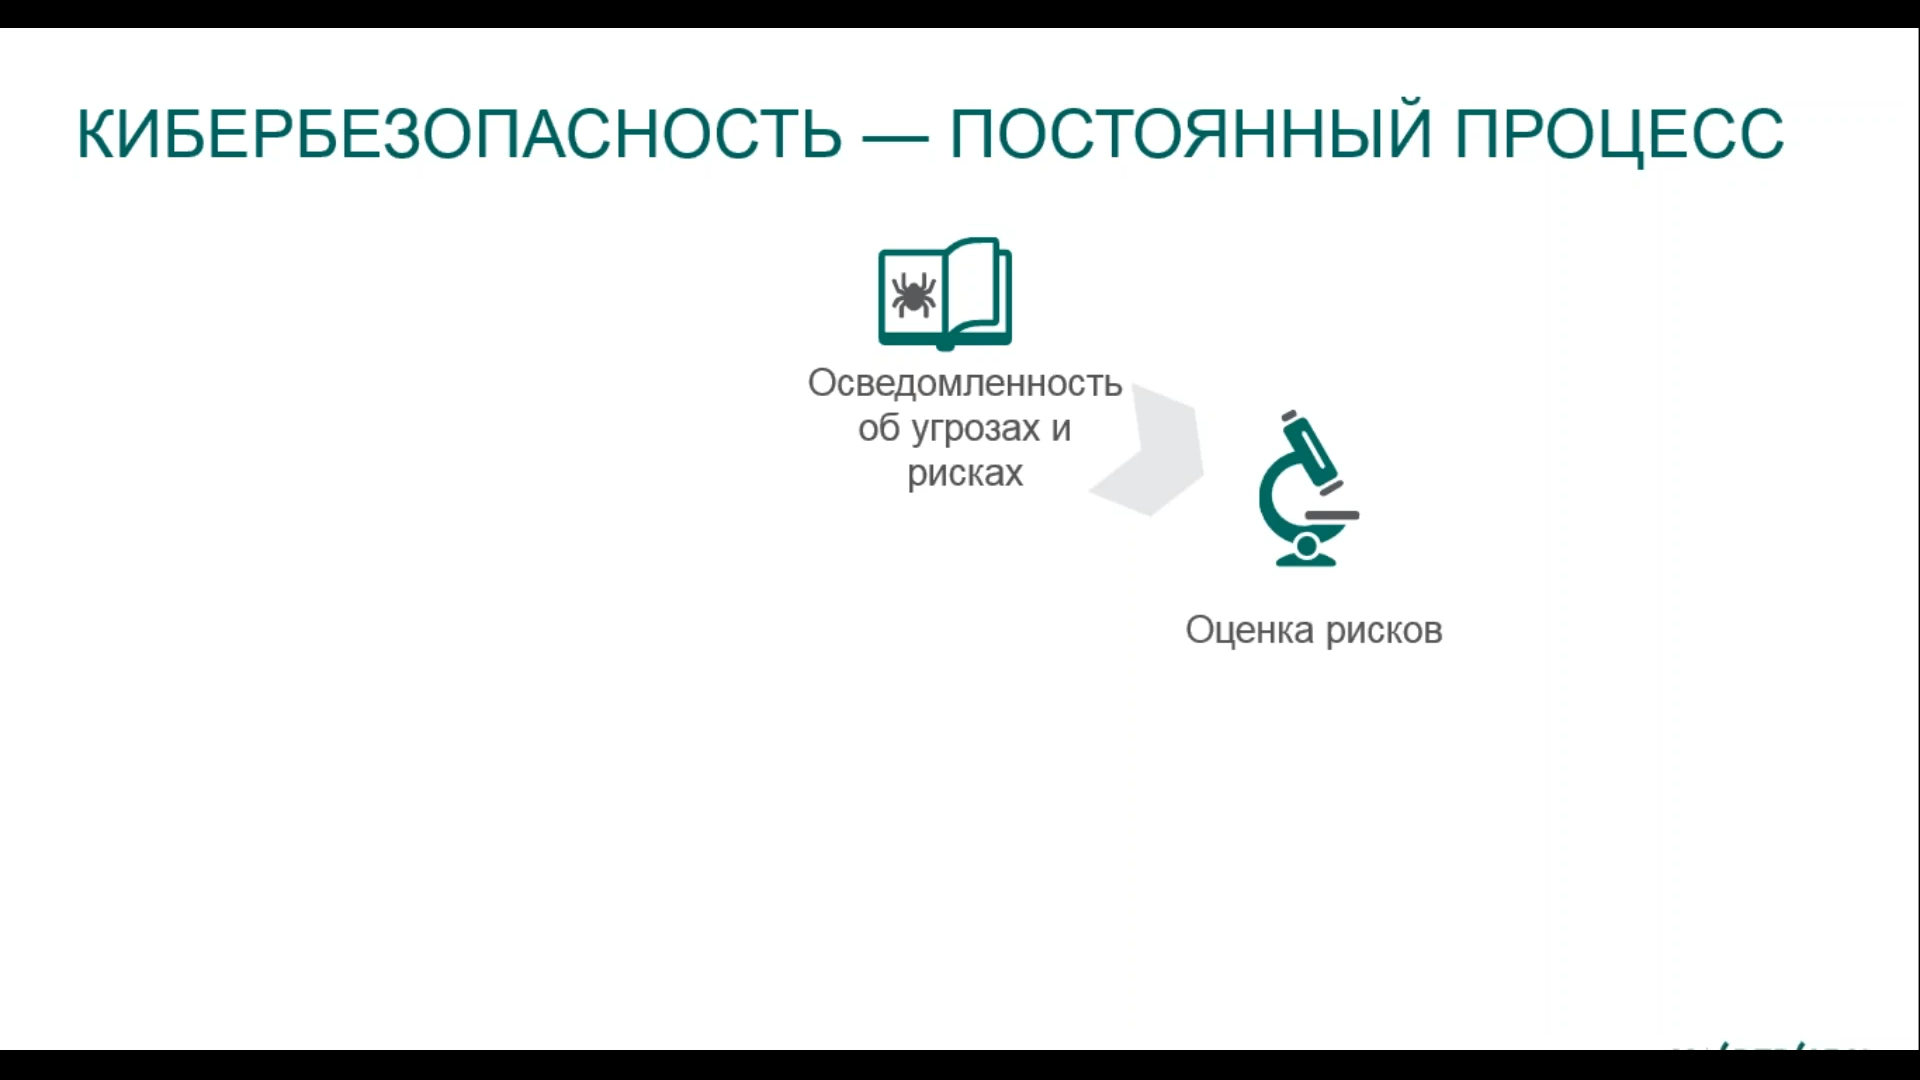 КИБЕРБЕЗОПАСНОСТЬ — ПОСТОЯННЫЙ ПРОЦЕСС
Осведомленность
об угрозах и
рисках
Оценка рисков